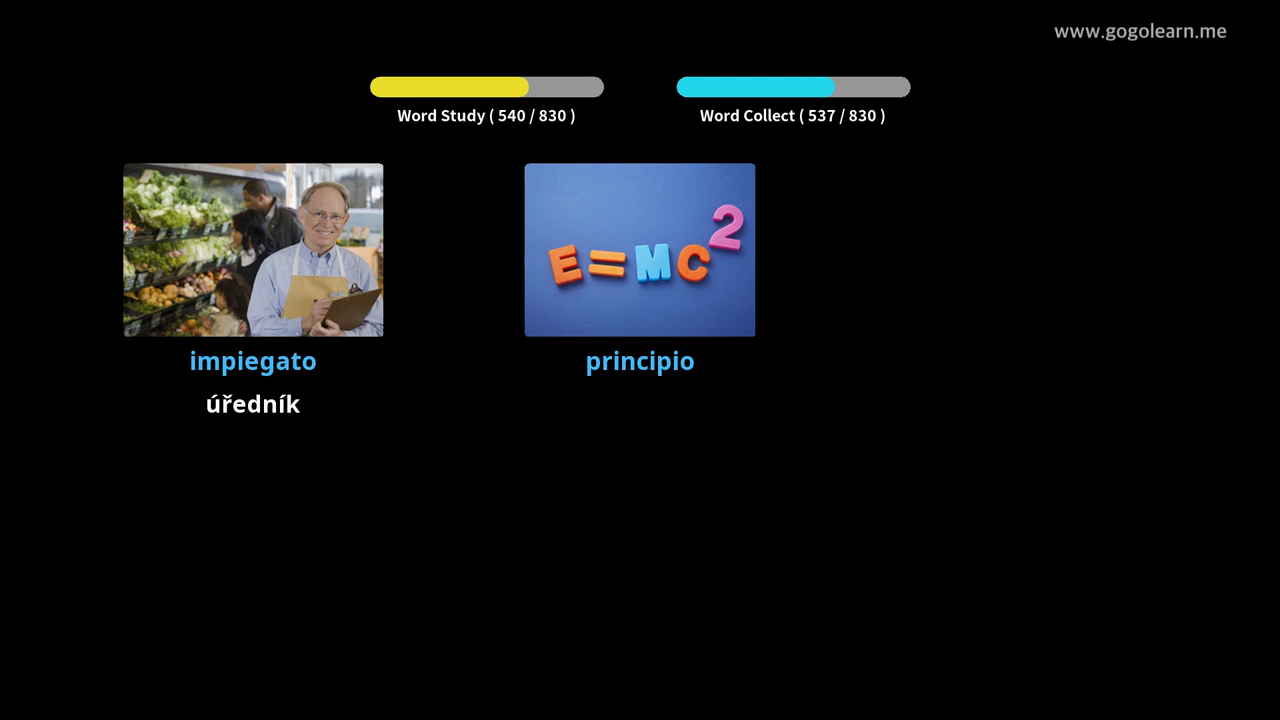 www.gogolearn.me
Word Study ( 540 / 830 )
Word Collect ( 537 / 830 )
E=MC2
impiegato
principio
úředník